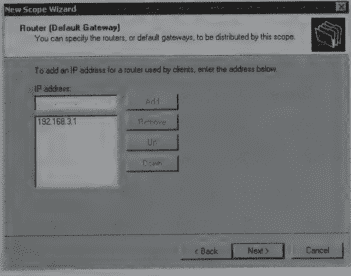 New Scope Wizard
Router (Default Gateway)
You can specify the routers, or default gateways, to be distributed by this scope.
To add an IP address for a router used by clients, enter the address below.
IP address:
Add
192.168.3.1
Remove
Up
Down
< Back
Next >
Cancel